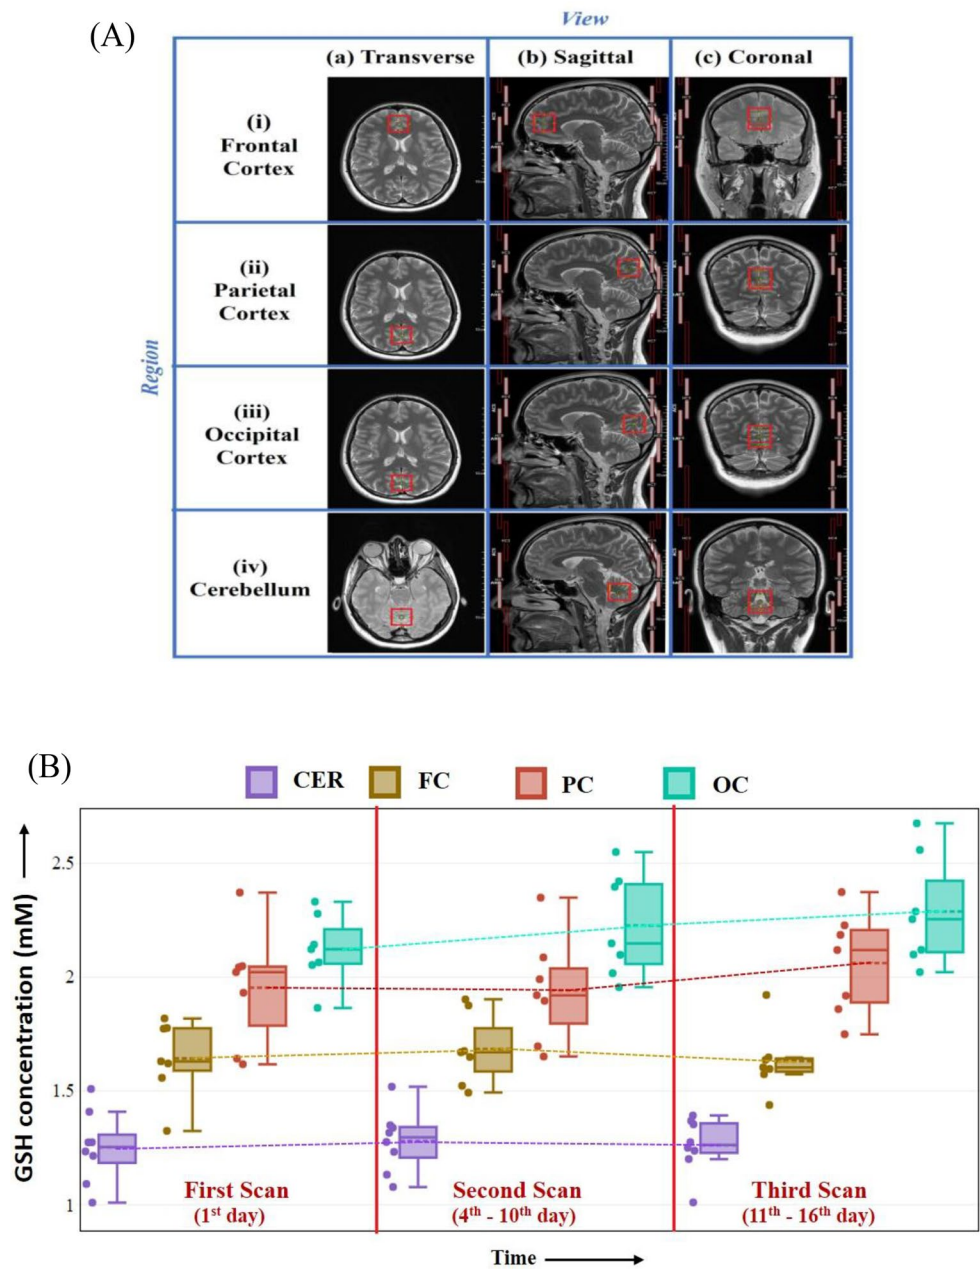 (A)
View
(a) Transverse
(b) Sagittal
(c) Coronal
Region
(i)
Frontal
Cortex
(ii)
Parietal
Cortex
(iii)
Occipital
Cortex
(iv)
Cerebellum
(B)
CER
FC
PC
OC
GSH concentration (mM)
2.5
2
1.5
1
First Scan
(1st day)
Second Scan
(4th - 10th day)
Third Scan
(11th - 16th day)
Time